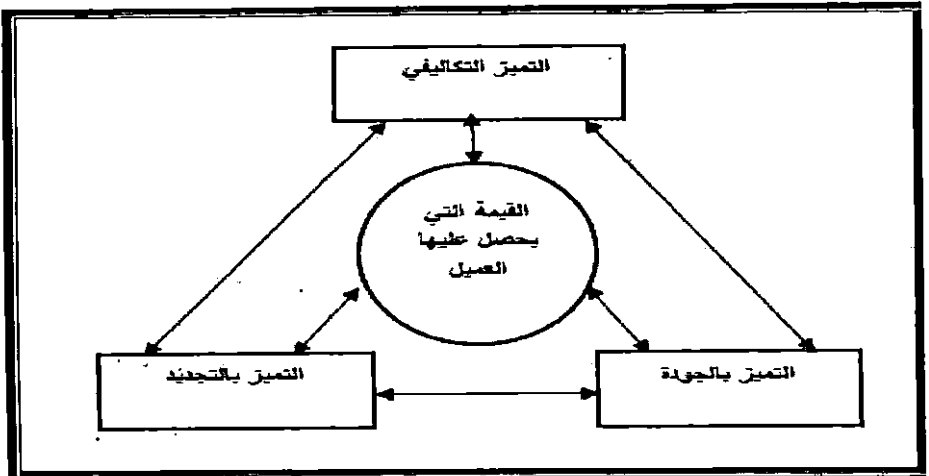 التميز التكاليفي
القيمة التي
يحصل عليها
العميل
التميز بالجودة
التميز بالتجديد